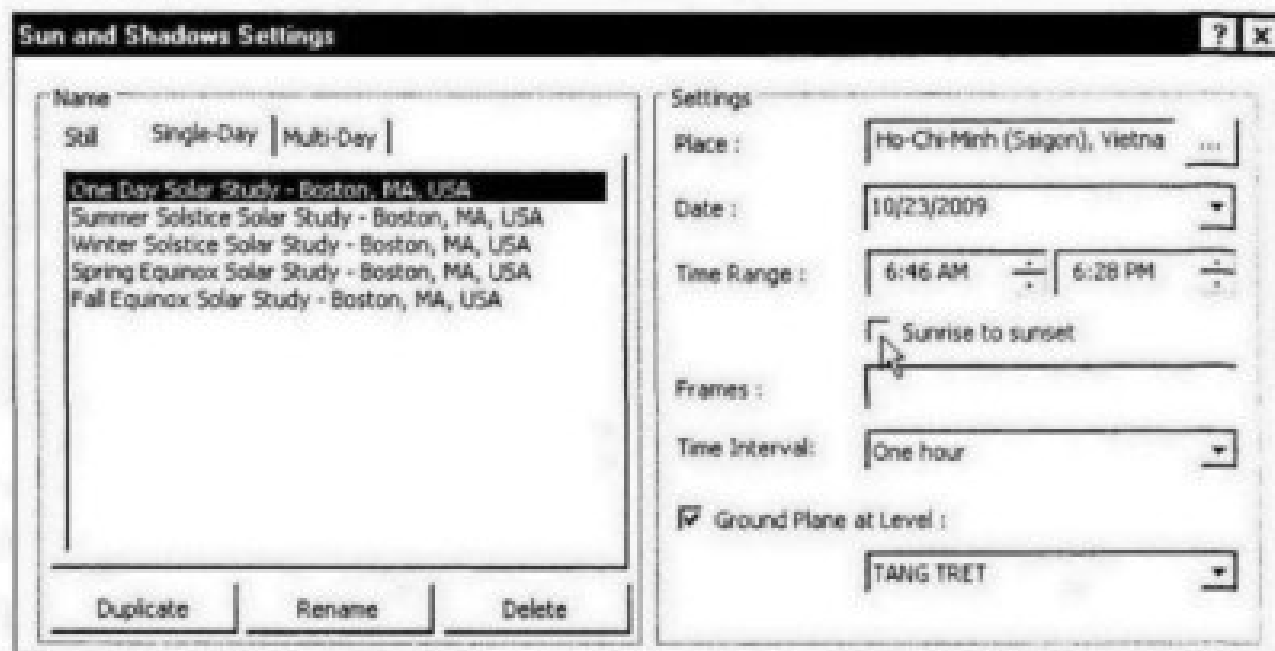 Sun and Shadows Settings ? x
Name
Still Single-Day Multi-Day
One Day Solar Study - Boston, MA, USA
Summer Solstice Solar Study - Boston, MA, USA
Winter Solstice Solar Study - Boston, MA, USA
Spring Equinox Solar Study - Boston, MA, USA
Fall Equinox Solar Study - Boston, MA, USA
Duplicate Rename Delete
Settings
Place : Ho-Chi-Minh (Saigon), Vietna ...
Date : 10/23/2009
Time Range : 6:46 AM 6:28 PM
Sunrise to sunset
Frames :
Time Interval: One hour
Ground Plane at Level :
TANG TRET